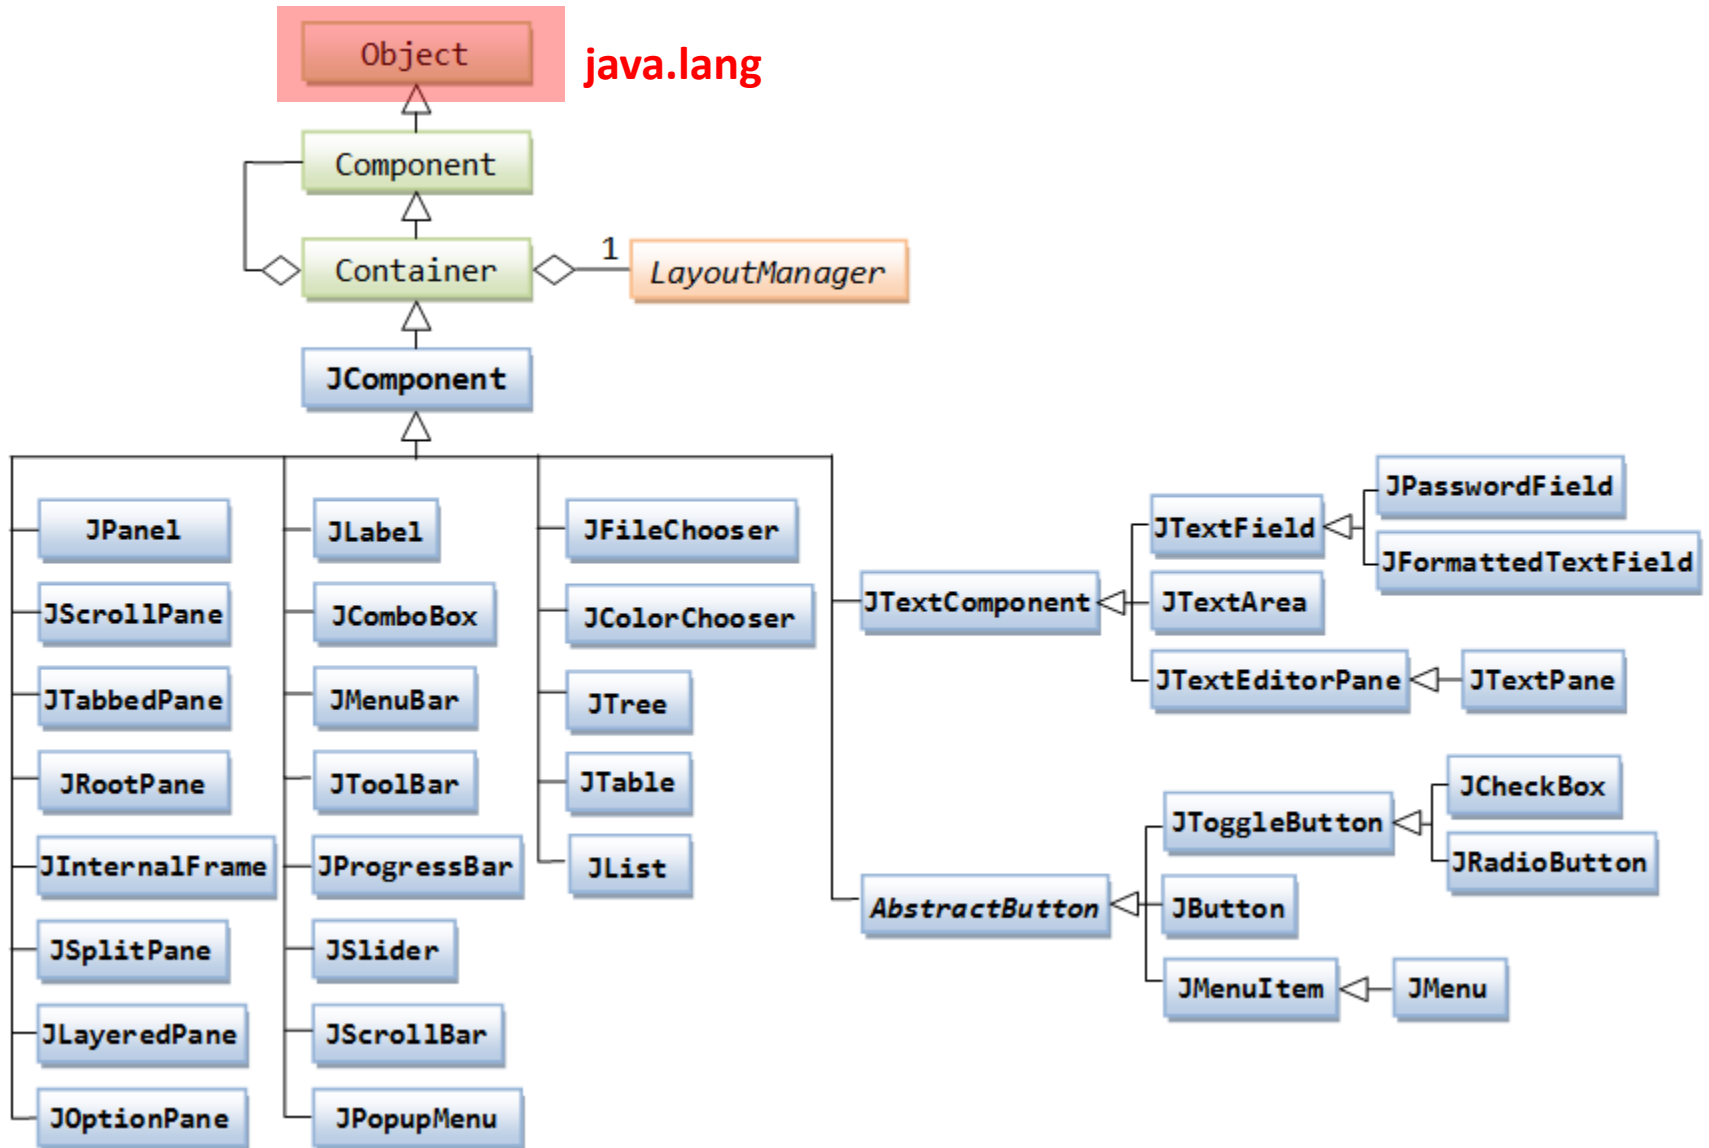 Object
java.lang
Component
Container
1
LayoutManager
JComponent
JPanel
JScrollPane
JTabbedPane
JRootPane
JInternalFrame
JSplitPane
JLayeredPane
JOptionPane
JLabel
JComboBox
JMenuBar
JToolBar
JProgressBar
JSlider
JScrollBar
JPopupMenu
JFileChooser
JColorChooser
JTree
JTable
JList
JTextComponent
JTextField
JPasswordField
JFormattedTextField
JTextArea
JTextEditorPane
JTextPane
AbstractButton
JToggleButton
JCheckBox
JRadioButton
JButton
JMenuItem
JMenu